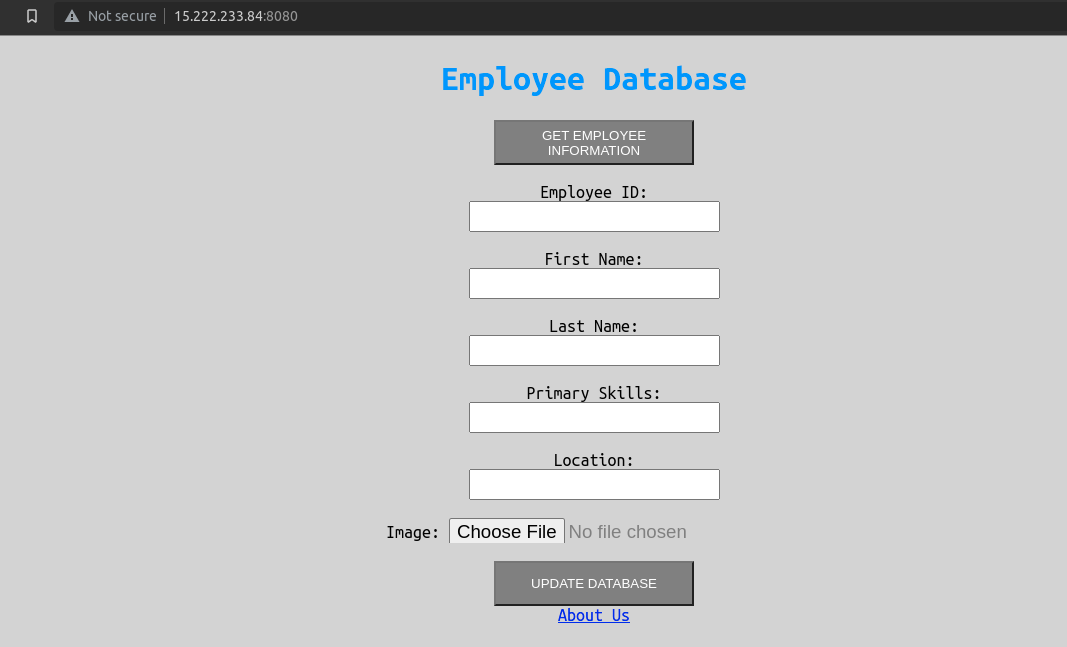 Not secure 15.222.233.84:8080
Employee Database
GET EMPLOYEE
INFORMATION
Employee ID:
First Name:
Last Name:
Primary Skills:
Location:
Image: Choose File No file chosen
UPDATE DATABASE
About Us